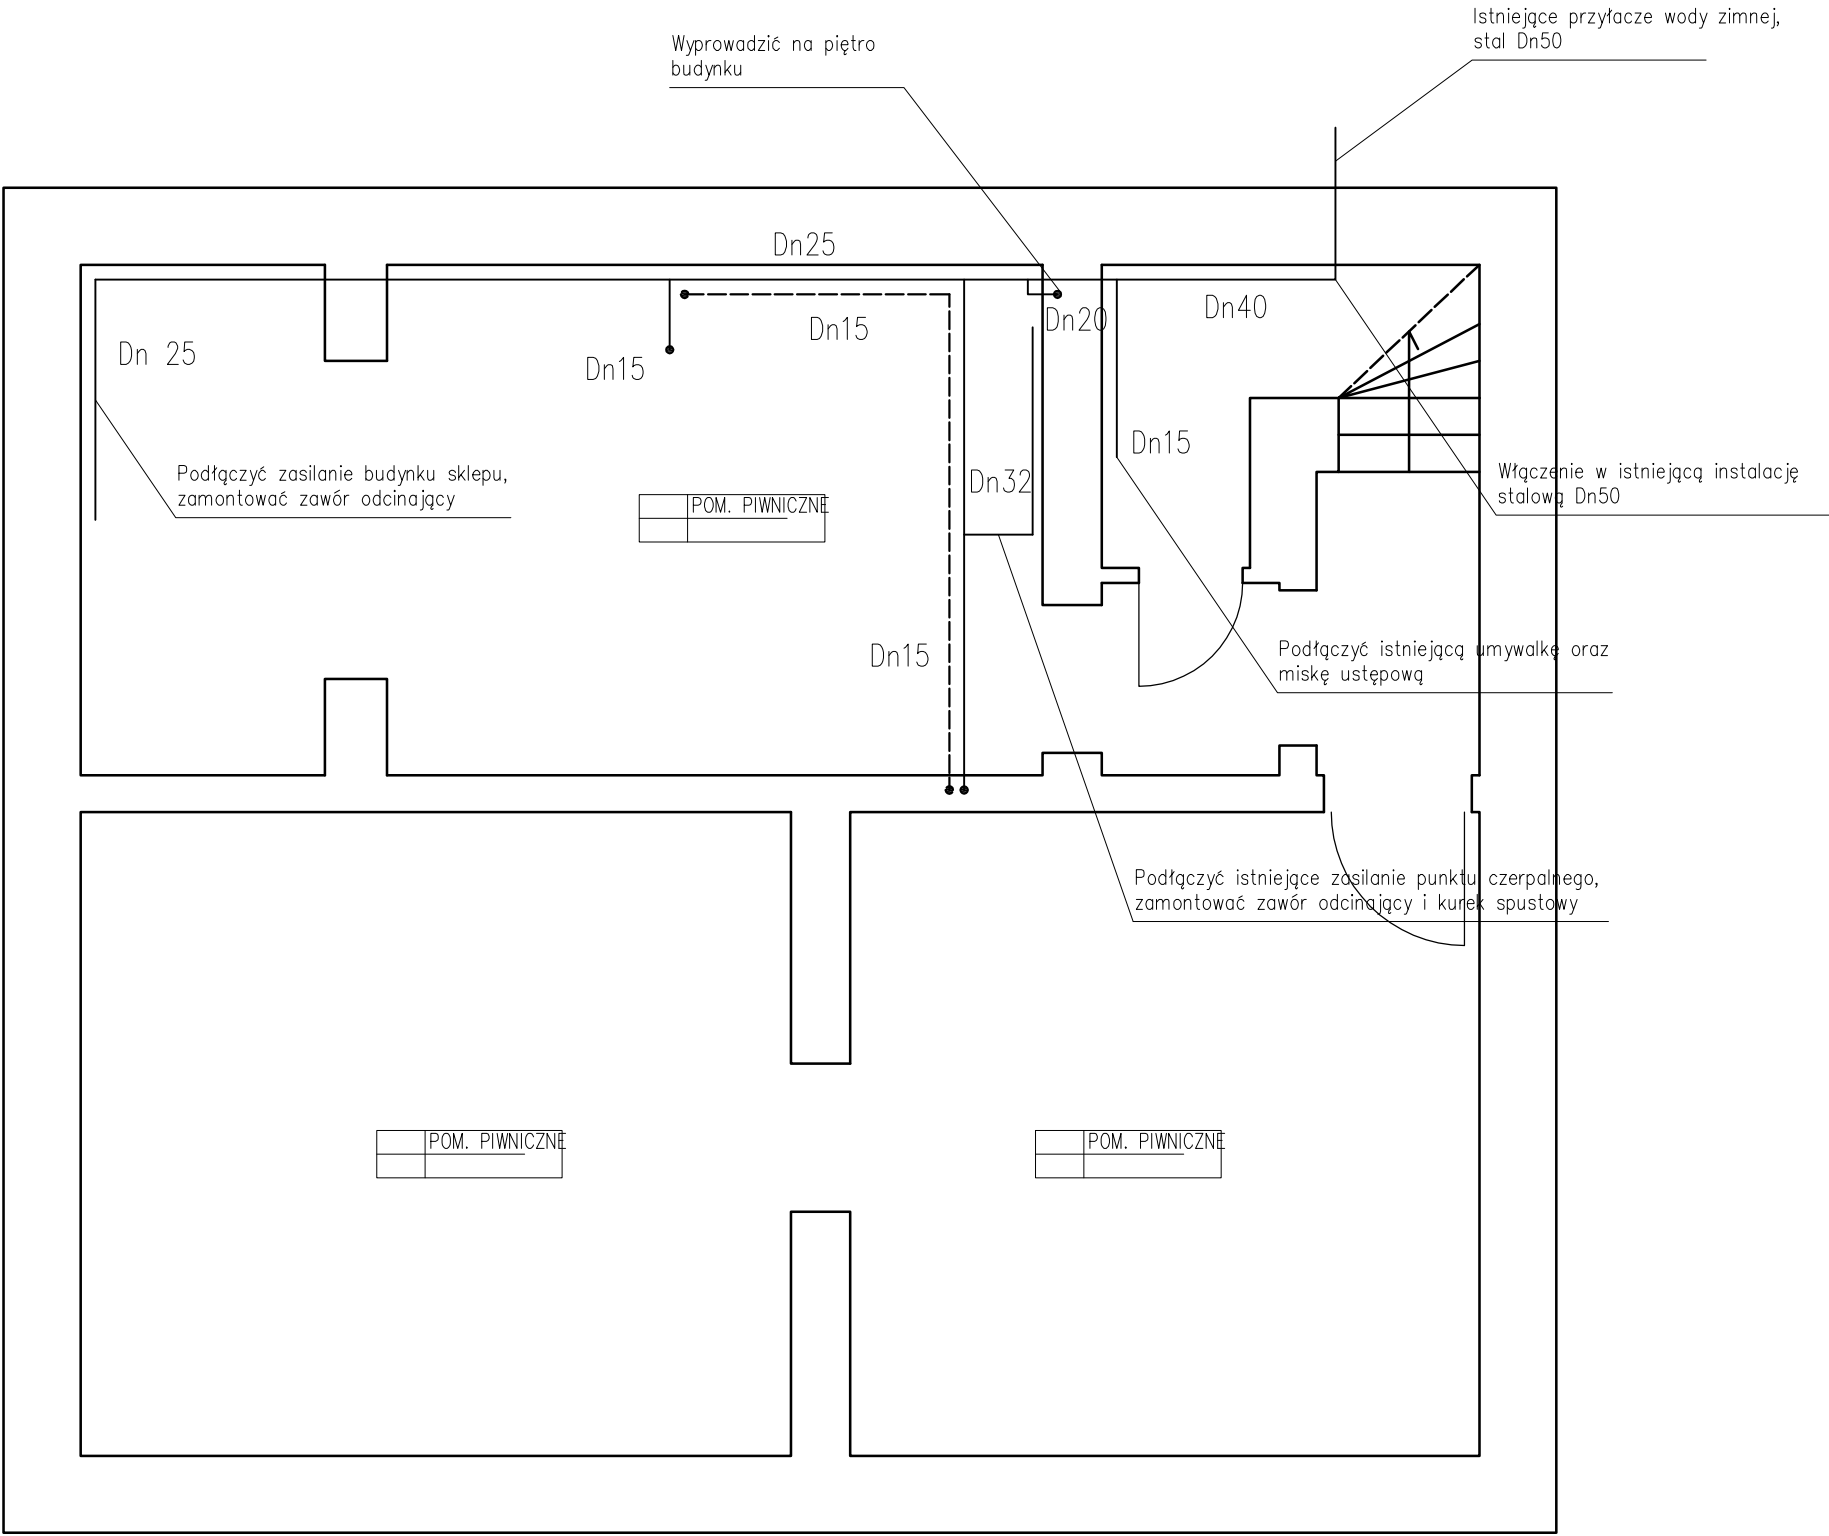 Istniejące przyłacze wody zimnej,
stal Dn50
Wyprowadzić na piętro
budynku
Dn25
Dn40
Dn20
Dn15
Dn 25
Dn15
Dn15
Podłączyć zasilanie budynku sklepu,
zamontować zawór odcinający
Dn32
POM. PIWNICZNE
Włączenie w istniejącą instalację
stalową Dn50
Dn15
Podłączyć istniejącą umywalkę oraz
miskę ustępową
Podłączyć istniejące zasilanie punktu czerpalnego,
zamontować zawór odcinający i kurek spustowy
POM. PIWNICZNE
POM. PIWNICZNE